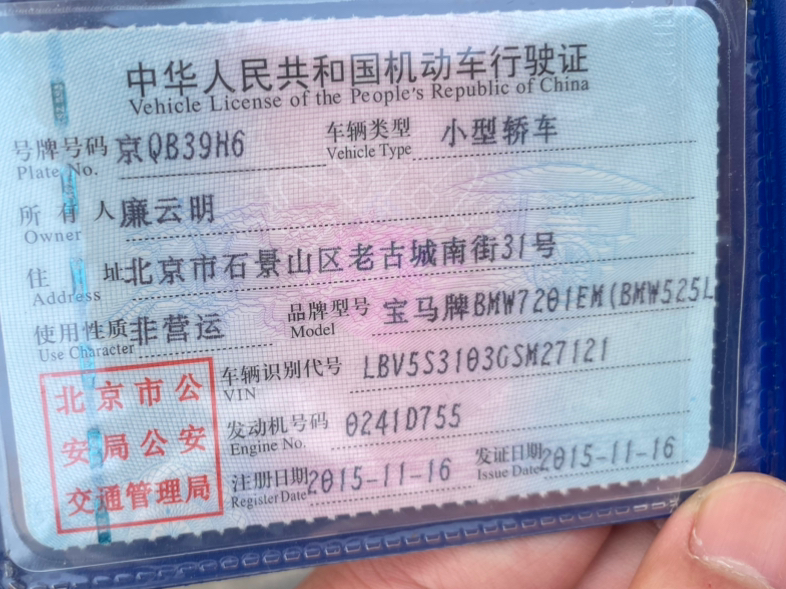 中华人民共和国机动车行驶证
Vehicle License of the People's Republic of China
号牌号码 京QB39H6 车辆类型 小型轿车
Plate No. Vehicle Type
所有人 廉云明
Owner
住址 北京市石景山区老古城南街31号
Address
使用性质 非营运 品牌型号 宝马牌BMW7201EM(BMW525L
Use Character Model
车辆识别代号 LBV5S3103GSM27121
VIN
发动机号码 0241D755
Engine No.
注册日期 2015-11-16 发证日期 2015-11-16
Register Date Issue Date
北京市公
安局公安
交通管理局